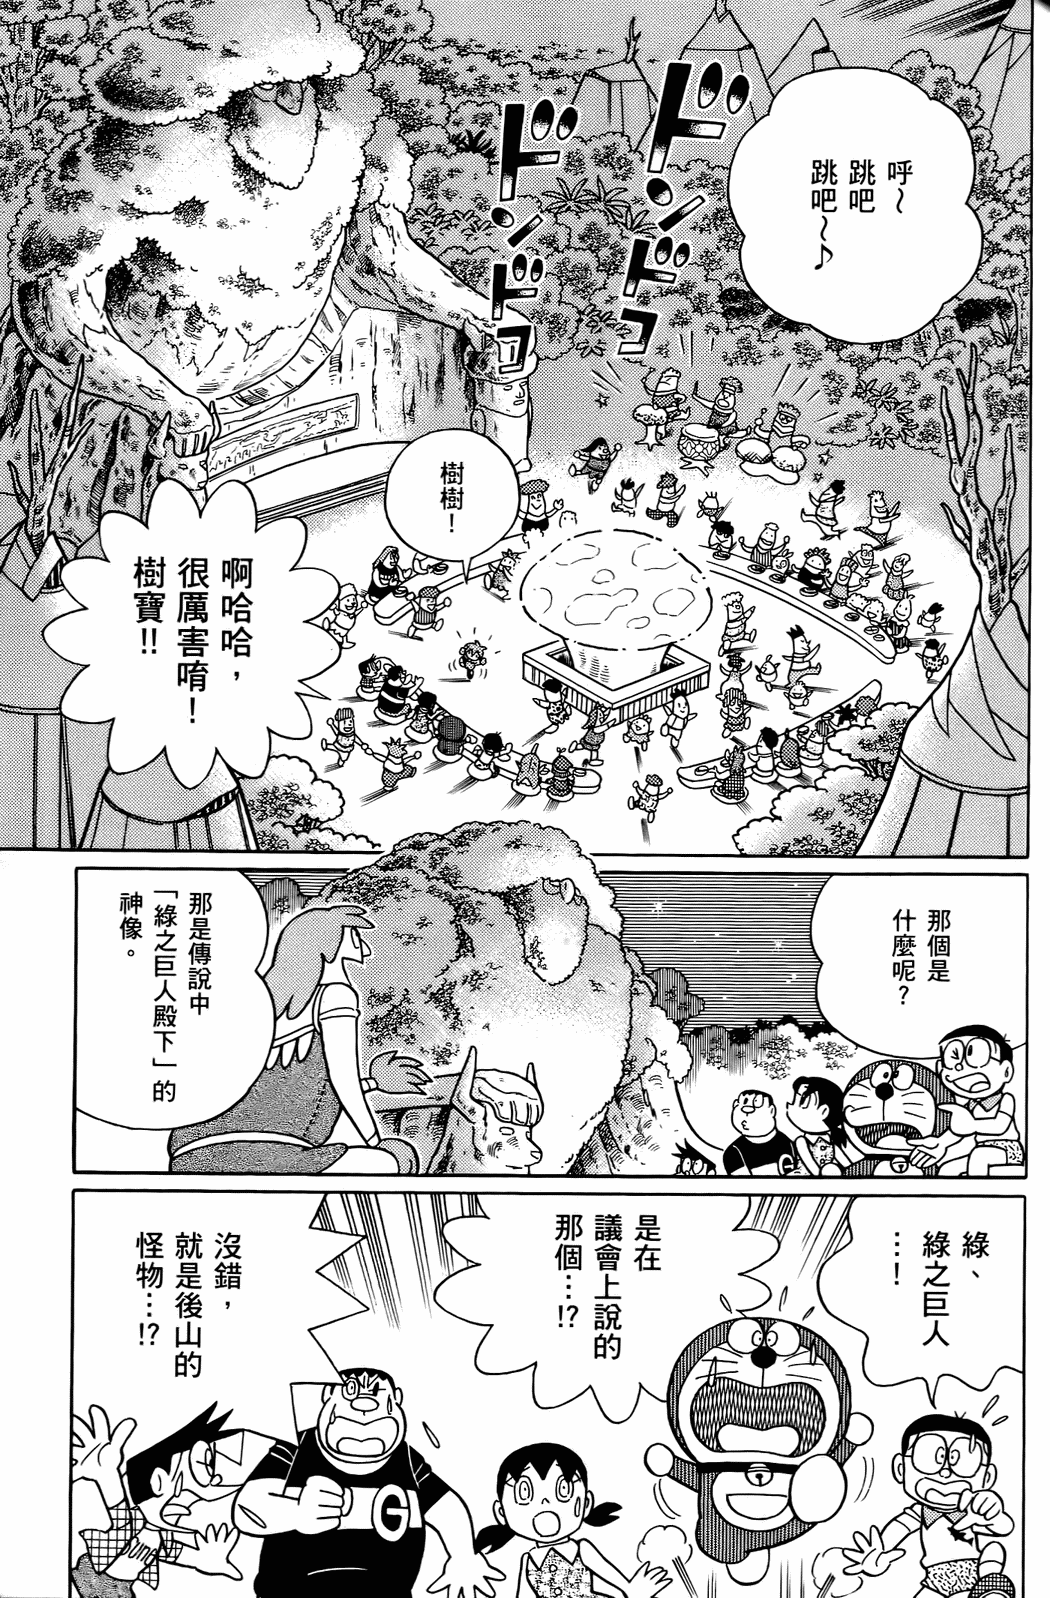 呼～
跳吧
跳吧～♪
ドンドコ
ドンドコ
樹樹！
啊哈哈，
很厲害唷！
樹寶!!
那個是
什麼呢？
那是傳說中
「綠之巨人殿下」的
神像。
綠、
綠之巨人
…！
是在
議會上說的
那個…!?
沒錯，
就是後山的
怪物…!?
G